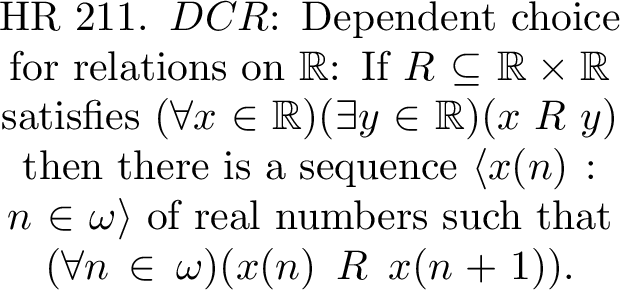 HR 211. DCR: Dependent choice
for relations on ℝ: If R ⊆ ℝ × ℝ
satisfies (∀x ∈ ℝ)(∃y ∈ ℝ)(x R y)
then there is a sequence ⟨x(n) :
n ∈ ω⟩ of real numbers such that
(∀n ∈ ω)(x(n) R x(n + 1)).